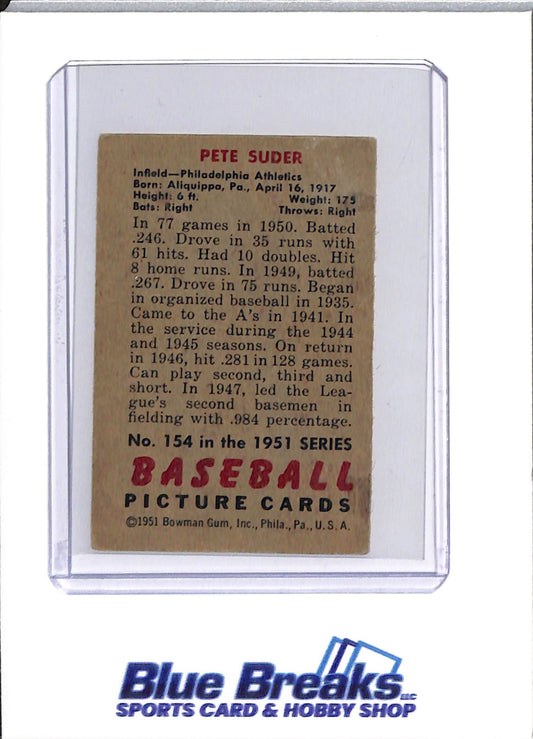 PETE SUDER
Infield—Philadelphia Athletics
Born: Aliquippa, Pa., April 16, 1917
Height: 6 ft. Weight: 175
Bats: Right Throws: Right
In 77 games in 1950. Batted
.246. Drove in 35 runs with
61 hits. Had 10 doubles. Hit
8 home runs. In 1949, batted
.267. Drove in 75 runs. Began
in organized baseball in 1935.
Came to the A's in 1941. In
the service during the 1944
and 1945 seasons. On return
in 1946, hit .281 in 128 games.
Can play second, third and
short. In 1947, led the Lea-
gue's second basemen in
fielding with .984 percentage.
No. 154 in the 1951 SERIES
BASEBALL
PICTURE CARDS
©1951 Bowman Gum, Inc., Phila., Pa., U. S. A.
Blue Breaks LLC
SPORTS CARD & HOBBY SHOP